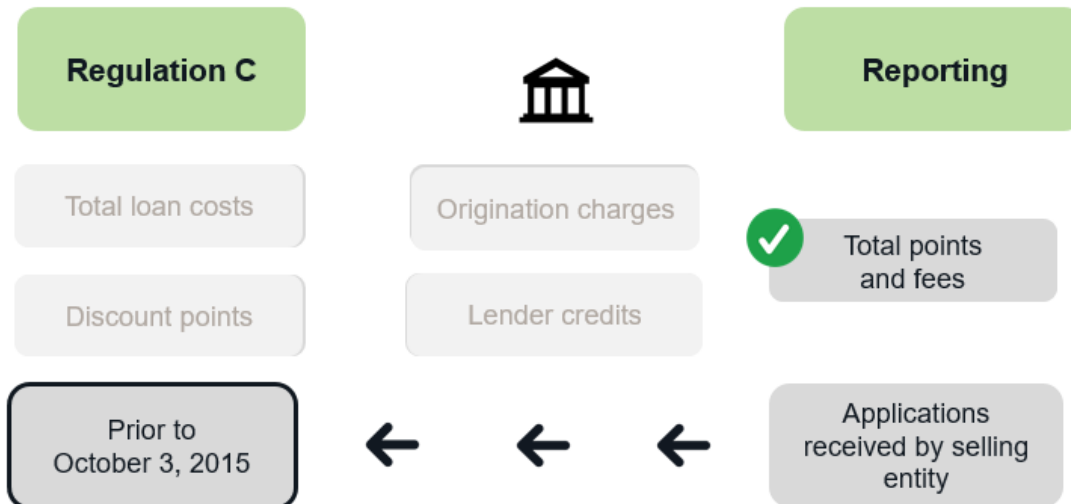 Regulation C
Reporting
Total loan costs
Origination charges
Total points
and fees
Discount points
Lender credits
Prior to
October 3, 2015
Applications
received by selling
entity